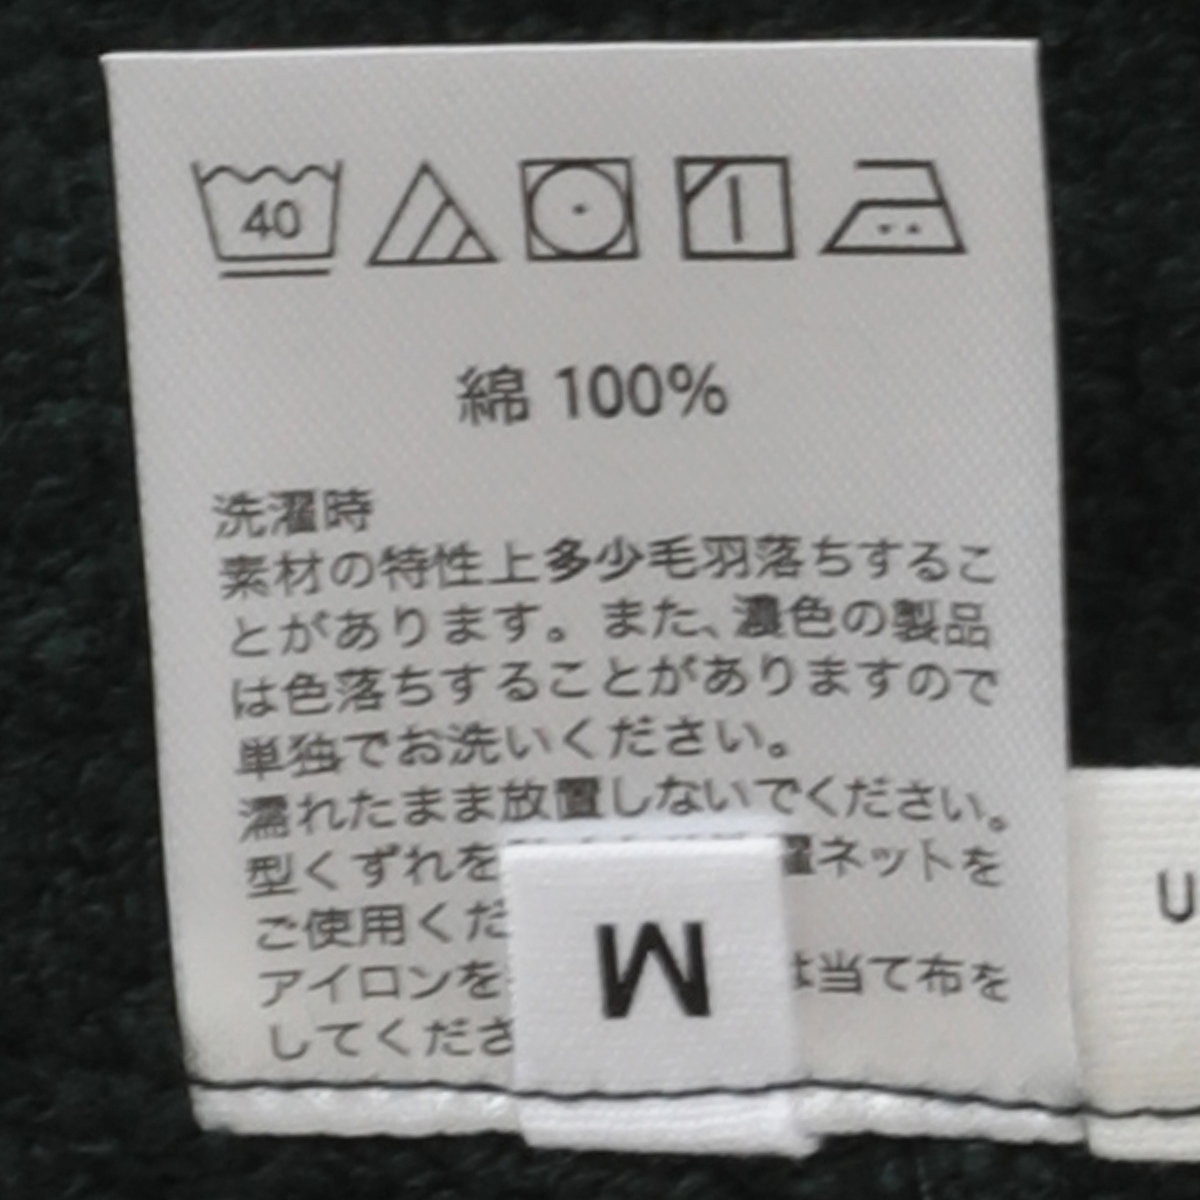 40
綿 100%
洗濯時
素材の特性上多少毛羽落ちするこ
とがあります。また、濃色の製品
は色落ちすることがありますので
単独でお洗いください。
濡れたまま放置しないでください。
型くずれを 濯ネットを
ご使用くだ
アイロンを は当て布を
してくださ
M
U